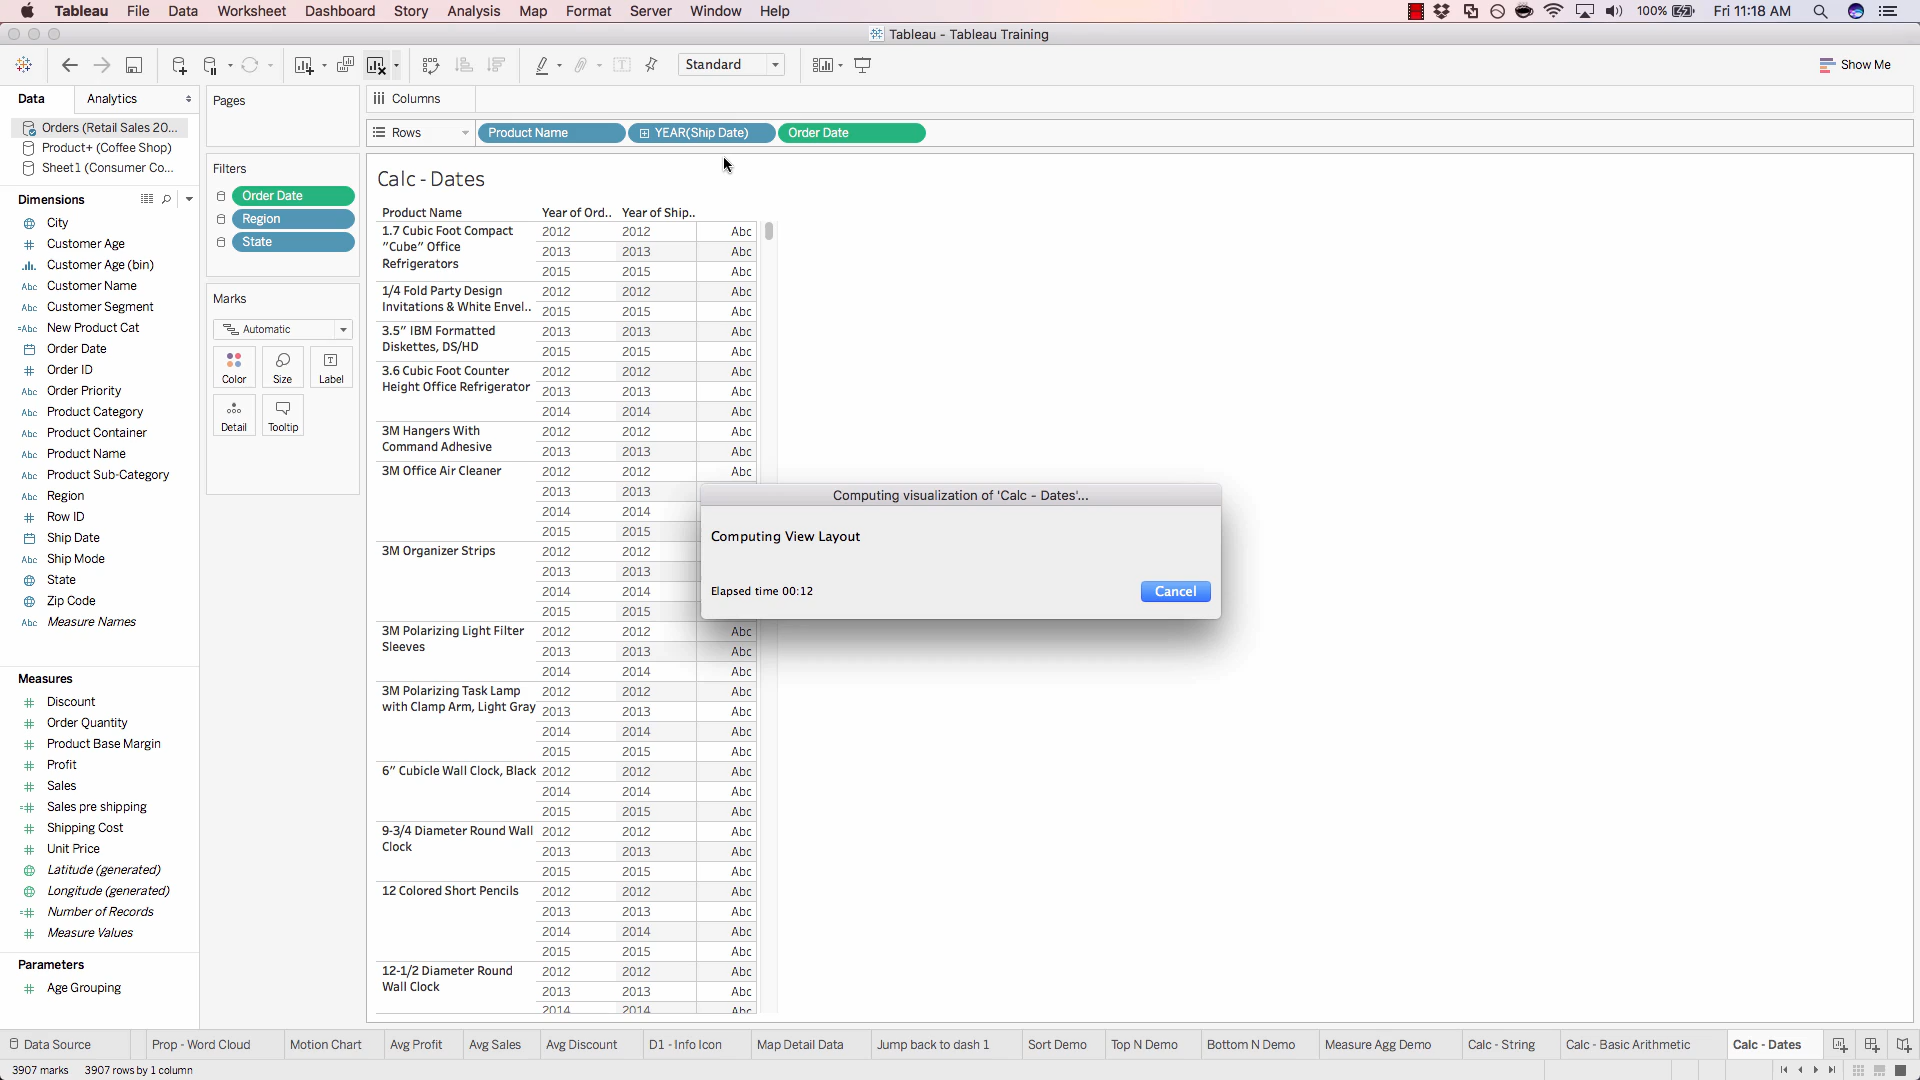 Tableau File Data Worksheet Dashboard Story Analysis Map Format Server Window Help 100% Fri 11:18 AM
Tableau - Tableau Training
Standard Show Me
Data Analytics
Orders (Retail Sales 20...
Product+ (Coffee Shop)
Sheet1 (Consumer Co...
Dimensions
City
Customer Age
Customer Age (bin)
Abc Customer Name
Abc Customer Segment
=Abc New Product Cat
Order Date
Order ID
Abc Order Priority
Abc Product Category
Abc Product Container
Abc Product Name
Abc Product Sub-Category
Abc Region
Row ID
Ship Date
Abc Ship Mode
State
Zip Code
Abc Measure Names
Measures
# Discount
# Order Quantity
# Product Base Margin
# Profit
# Sales
=# Sales pre shipping
# Shipping Cost
# Unit Price
Latitude (generated)
Longitude (generated)
=# Number of Records
# Measure Values
Parameters
# Age Grouping
Pages
Filters
Order Date
Region
State
Marks
Automatic
Color Size Label
Detail Tooltip
Columns
Rows Product Name YEAR(Ship Date) Order Date
Calc - Dates
Product Name Year of Ord.. Year of Ship..
1.7 Cubic Foot Compact 2012 2012 Abc
"Cube" Office 2013 2013 Abc
Refrigerators 2015 2015 Abc
1/4 Fold Party Design 2012 2012 Abc
Invitations & White Envel.. 2015 2015 Abc
3.5" IBM Formatted 2013 2013 Abc
Diskettes, DS/HD 2015 2015 Abc
3.6 Cubic Foot Counter 2012 2012 Abc
Height Office Refrigerator 2013 2013 Abc
2014 2014 Abc
3M Hangers With 2012 2012 Abc
Command Adhesive 2013 2013 Abc
3M Office Air Cleaner 2012 2012 Abc
2013 2013
2014 2014
2015 2015
3M Organizer Strips 2012 2012
2013 2013
2014 2014
2015 2015
3M Polarizing Light Filter 2012 2012 Abc
Sleeves 2013 2013 Abc
2014 2014 Abc
3M Polarizing Task Lamp 2012 2012 Abc
with Clamp Arm, Light Gray 2013 2013 Abc
2014 2014 Abc
2015 2015 Abc
6" Cubicle Wall Clock, Black 2012 2012 Abc
2014 2014 Abc
2015 2015 Abc
9-3/4 Diameter Round Wall 2012 2012 Abc
Clock 2013 2013 Abc
2015 2015 Abc
12 Colored Short Pencils 2012 2012 Abc
2013 2013 Abc
2014 2014 Abc
2015 2015 Abc
12-1/2 Diameter Round 2012 2012 Abc
Wall Clock 2013 2013 Abc
2014 2014 Abc
Computing visualization of 'Calc - Dates'...
Computing View Layout
Elapsed time 00:12
Cancel
Data Source Prop - Word Cloud Motion Chart Avg Profit Avg Sales Avg Discount D1 - Info Icon Map Detail Data Jump back to dash 1 Sort Demo Top N Demo Bottom N Demo Measure Agg Demo Calc - String Calc - Basic Arithmetic Calc - Dates
3907 marks 3907 rows by 1 column